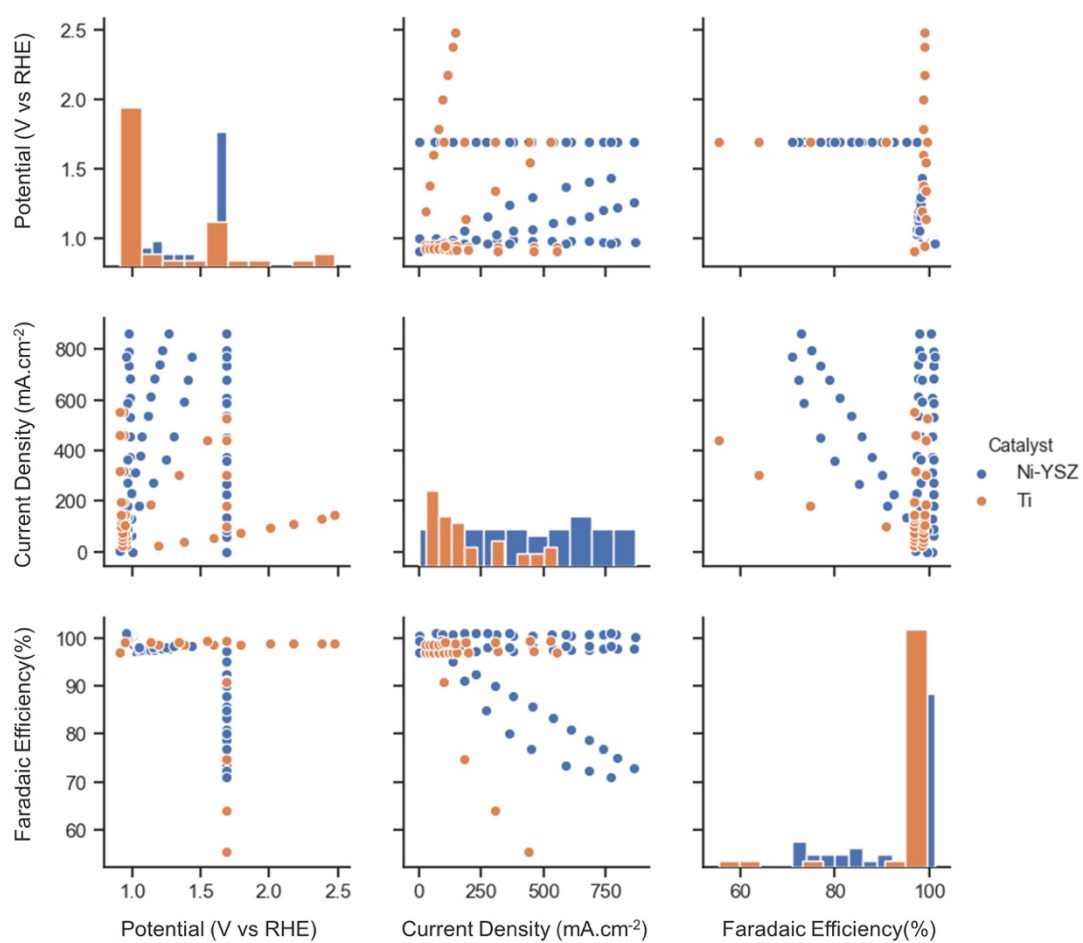 Potential (V vs RHE)
2.5
2.0
1.5
1.0
Current Density (mA.cm-2)
800
600
400
200
0
Catalyst
Ni-YSZ
Ti
Faradaic Efficiency(%)
100
90
80
70
60
1.0 1.5 2.0 2.5
0 250 500 750
60 80 100
Potential (V vs RHE)
Current Density (mA.cm-2)
Faradaic Efficiency(%)